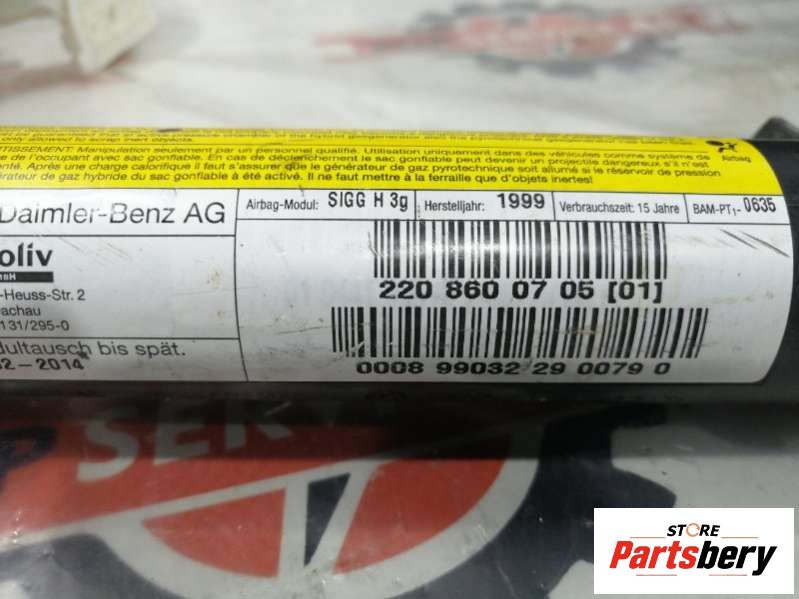 TISSEMENT: Manipulation seulement par un personnel qualifié. Utilisation uniquement dans des véhicules comme système de
de l'occupant avec sac gonflable. En cas de déclenchement le sac gonflable peut devenir un projectile dangereux s'il n'est
enté. Après une charge calorifique il faut s'assurer que le générateur de gaz pyrotechnique soit allumé si le réservoir de pression
nérateur de gaz hybride du sac gonflable à été activé. Il ne faut mettre à la ferraille que d'objets inertes!
Airbag
Daimler-Benz AG
Airbag-Modul: SIGG H 3g
Herstelljahr: 1999
Verbrauchszeit: 15 Jahre
BAM-PT1-0635
oliv
-Heuss-Str. 2
achau
131/295-0
dultausch bis spät.
32-2014
220 860 07 05 [01]
0008 99032 29 0079 0
SERV
STORE
Partsbery